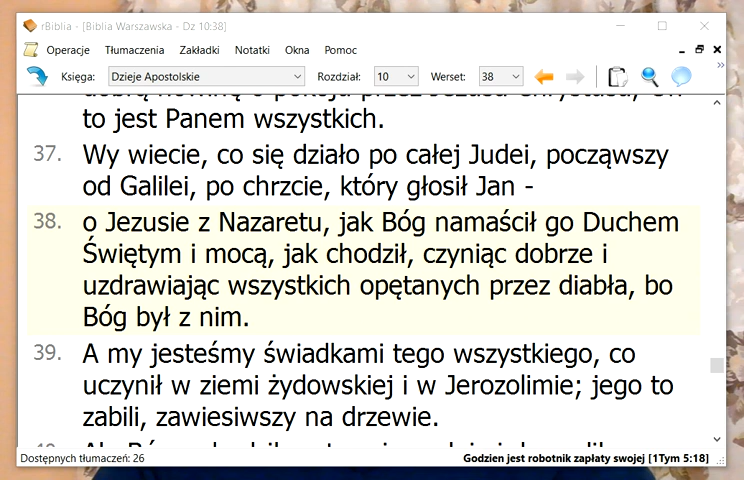 rBiblia - [Biblia Warszawska - Dz 10:38]
Operacje Tłumaczenia Zakładki Notatki Okna Pomoc
Księga: Dzieje Apostolskie Rozdział: 10 Werset: 38
to jest Panem wszystkich.
37. Wy wiecie, co się działo po całej Judei, począwszy
od Galilei, po chrzcie, który głosił Jan -
38. o Jezusie z Nazaretu, jak Bóg namaścił go Duchem
Świętym i mocą, jak chodził, czyniąc dobrze i
uzdrawiając wszystkich opętanych przez diabła, bo
Bóg był z nim.
39. A my jesteśmy świadkami tego wszystkiego, co
uczynił w ziemi żydowskiej i w Jerozolimie; jego to
zabili, zawiesiwszy na drzewie.
Dostępnych tłumaczeń: 26 Godzien jest robotnik zapłaty swojej [1Tym 5:18]